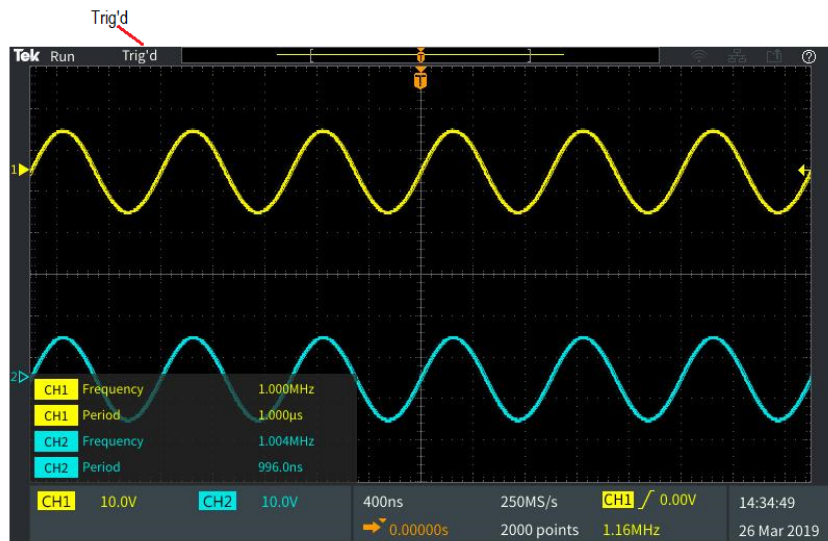 Trig'd
Tek Run Trig'd
T
T
1
2
CH1 Frequency 1.000MHz
CH1 Period 1.000µs
CH2 Frequency 1.004MHz
CH2 Period 996.0ns
CH1 10.0V CH2 10.0V 400ns 250MS/s CH1 0.00V 14:34:49
0.00000s 2000 points 1.16MHz 26 Mar 2019